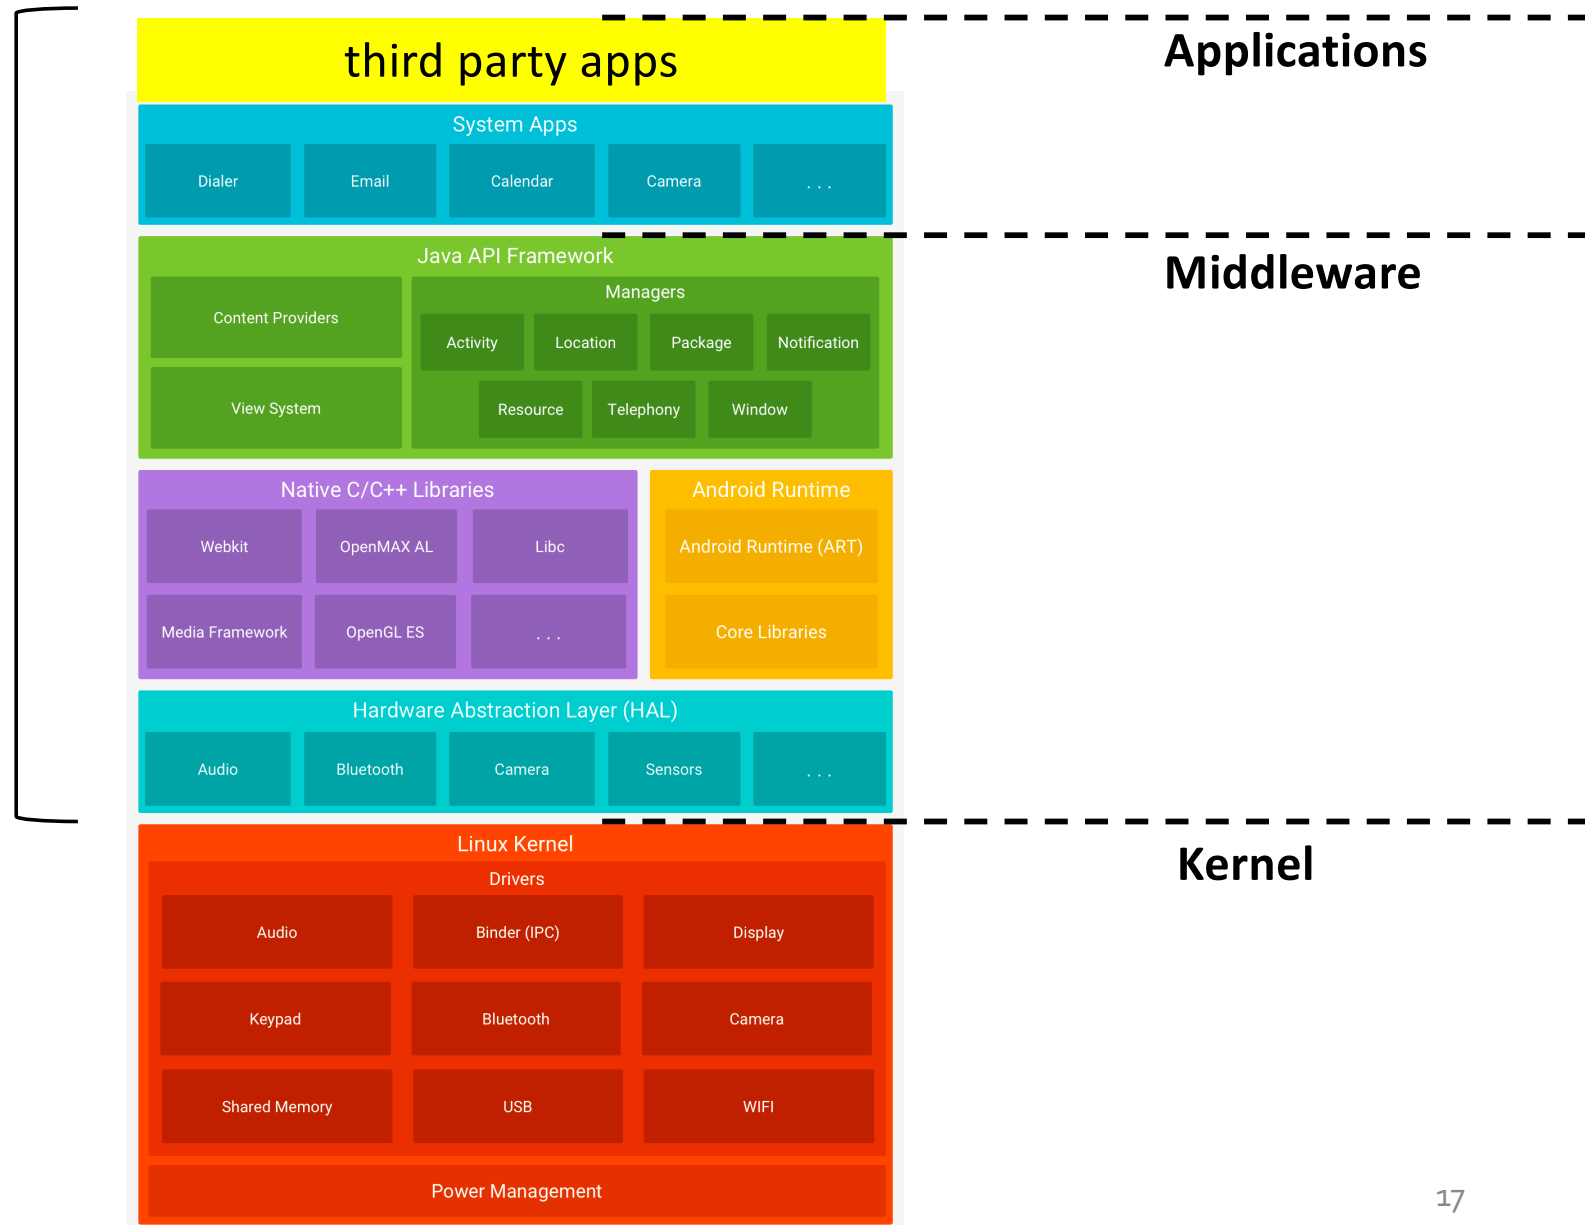 third party apps
Applications
System Apps
Dialer
Email
Calendar
Camera
. . .
Java API Framework
Middleware
Content Providers
View System
Managers
Activity
Location
Package
Notification
Resource
Telephony
Window
Native C/C++ Libraries
Webkit
OpenMAX AL
Libc
Media Framework
OpenGL ES
. . .
Android Runtime
Android Runtime (ART)
Core Libraries
Hardware Abstraction Layer (HAL)
Audio
Bluetooth
Camera
Sensors
. . .
Linux Kernel
Kernel
Drivers
Audio
Binder (IPC)
Display
Keypad
Bluetooth
Camera
Shared Memory
USB
WIFI
Power Management
17